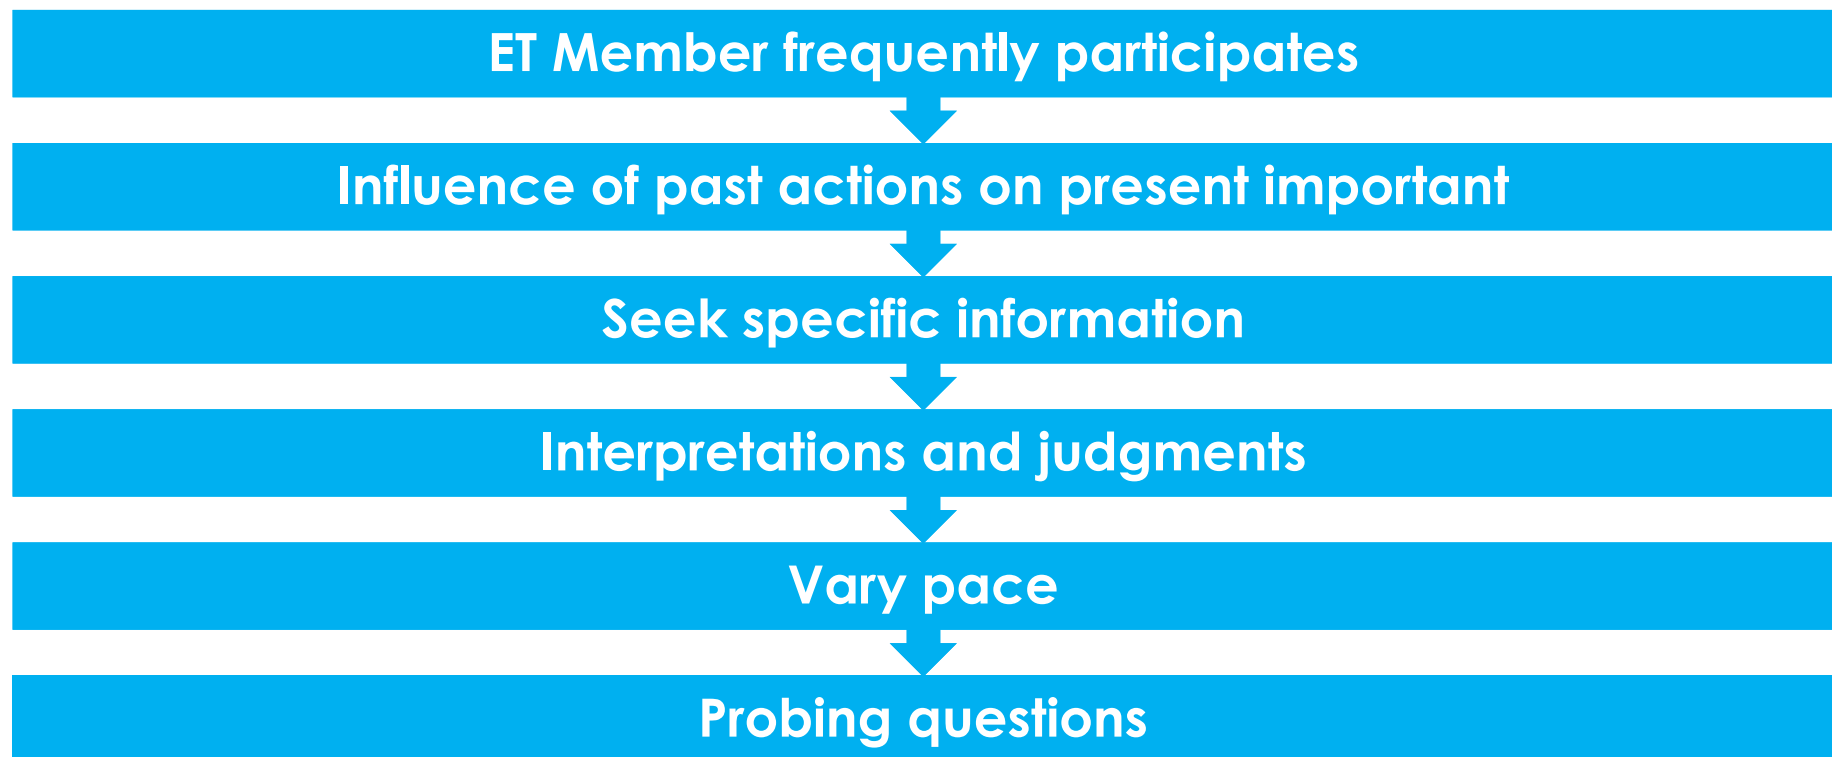 ET Member frequently participates
Influence of past actions on present important
Seek specific information
Interpretations and judgments
Vary pace
Probing questions